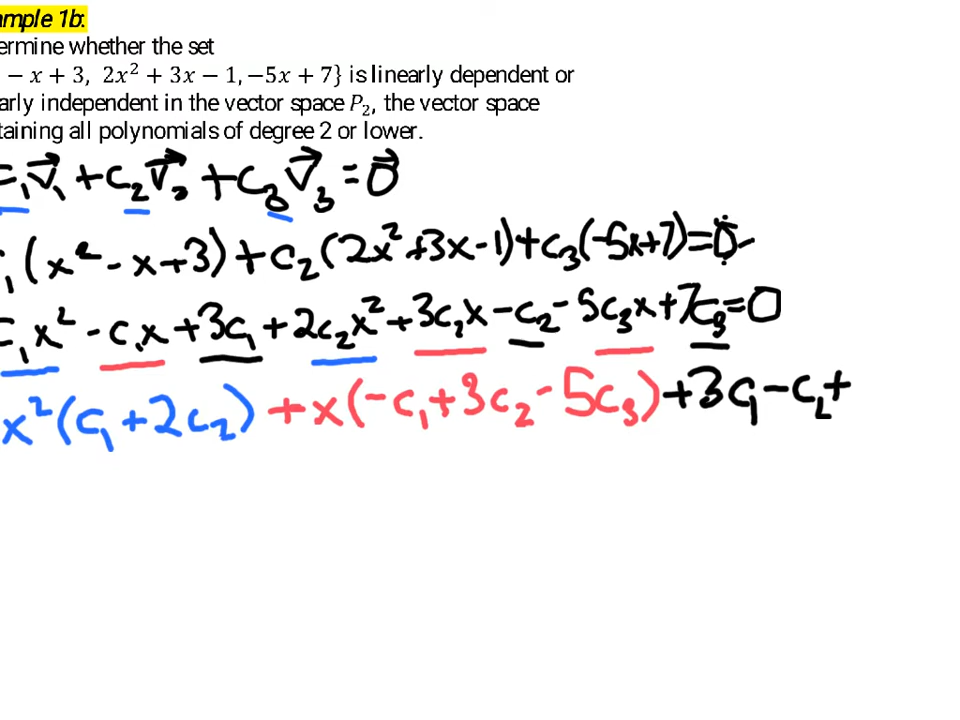 ample 1b:
ermine whether the set
− x + 3, 2x² + 3x − 1, −5x + 7} is linearly dependent or
arly independent in the vector space P₂, the vector space
taining all polynomials of degree 2 or lower.
c₁v⃗₁ + c₂v⃗₂ + c₃v⃗₃ = 0⃗
c₁(x² - x + 3) + c₂(2x² + 3x - 1) + c₃(-5x + 7) = 0
c₁x² - c₁x + 3c₁ + 2c₂x² + 3c₂x - c₂ - 5c₃x + 7c₃ = 0
x²(c₁ + 2c₂) + x(-c₁ + 3c₂ - 5c₃) + 3c₁ - c₂ +